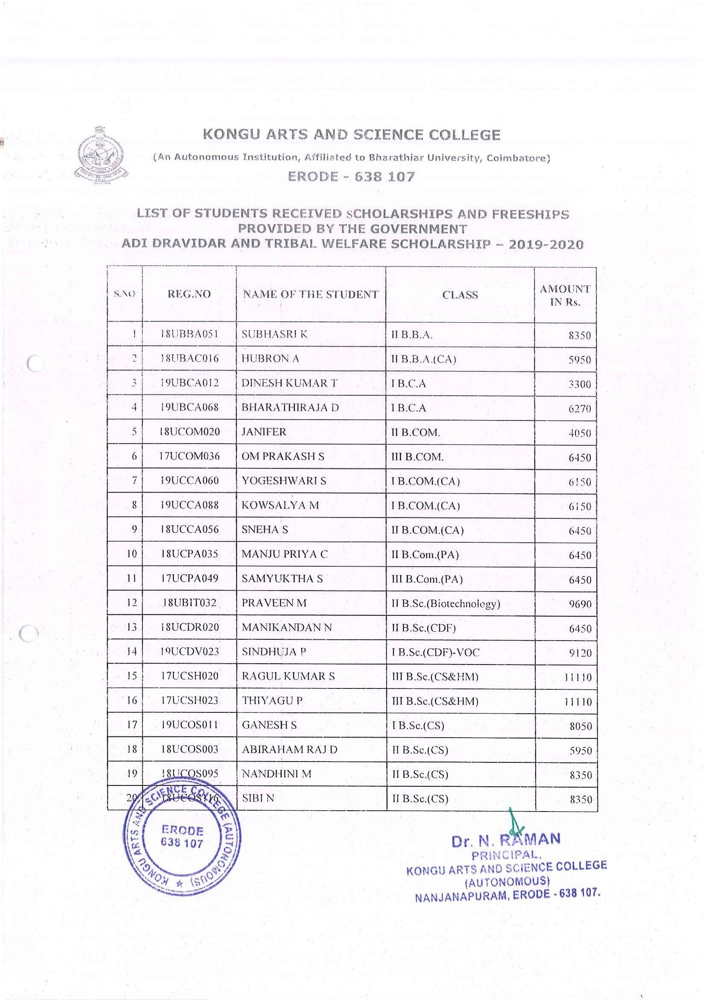 KONGU ARTS AND SCIENCE COLLEGE
(An Autonomous Institution, Affiliated to Bharathiar University, Coimbatore)
ERODE - 638 107
LIST OF STUDENTS RECEIVED SCHOLARSHIPS AND FREESHIPS
PROVIDED BY THE GOVERNMENT
ADI DRAVIDAR AND TRIBAL WELFARE SCHOLARSHIP – 2019-2020
S.NO REG.NO NAME OF THE STUDENT CLASS AMOUNT IN Rs.
1 18UBBA051 SUBHASRI K II B.B.A. 8350
2 18UBAC016 HUBRON A II B.B.A.(CA) 5950
3 19UBCA012 DINESH KUMAR T I B.C.A 3300
4 19UBCA068 BHARATHIRAJA D I B.C.A 6270
5 18UCOM020 JANIFER II B.COM. 4050
6 17UCOM036 OM PRAKASH S III B.COM. 6450
7 19UCCA060 YOGESHWARI S I B.COM.(CA) 6150
8 19UCCA088 KOWSALYA M I B.COM.(CA) 6150
9 18UCCA056 SNEHA S II B.COM.(CA) 6450
10 18UCPA035 MANJU PRIYA C II B.Com.(PA) 6450
11 17UCPA049 SAMYUKTHA S III B.Com.(PA) 6450
12 18UBIT032 PRAVEEN M II B.Sc.(Biotechnology) 9690
13 18UCDR020 MANIKANDAN N II B.Sc.(CDF) 6450
14 19UCDV023 SINDHUJA P I B.Sc.(CDF)-VOC 9120
15 17UCSH020 RAGUL KUMAR S III B.Sc.(CS&HM) 11110
16 17UCSH023 THIYAGU P III B.Sc.(CS&HM) 11110
17 19UCOS011 GANESH S I B.Sc.(CS) 8050
18 18UCOS003 ABIRAHAM RAJ D II B.Sc.(CS) 5950
19 18UCOS095 NANDHINI M II B.Sc.(CS) 8350
20 18UCOS116 SIBI N II B.Sc.(CS) 8350
KONGU ARTS AND SCIENCE COLLEGE (AUTONOMOUS)
ERODE
638 107
Dr. N. RAMAN
PRINCIPAL,
KONGU ARTS AND SCIENCE COLLEGE
(AUTONOMOUS)
NANJANAPURAM, ERODE - 638 107.